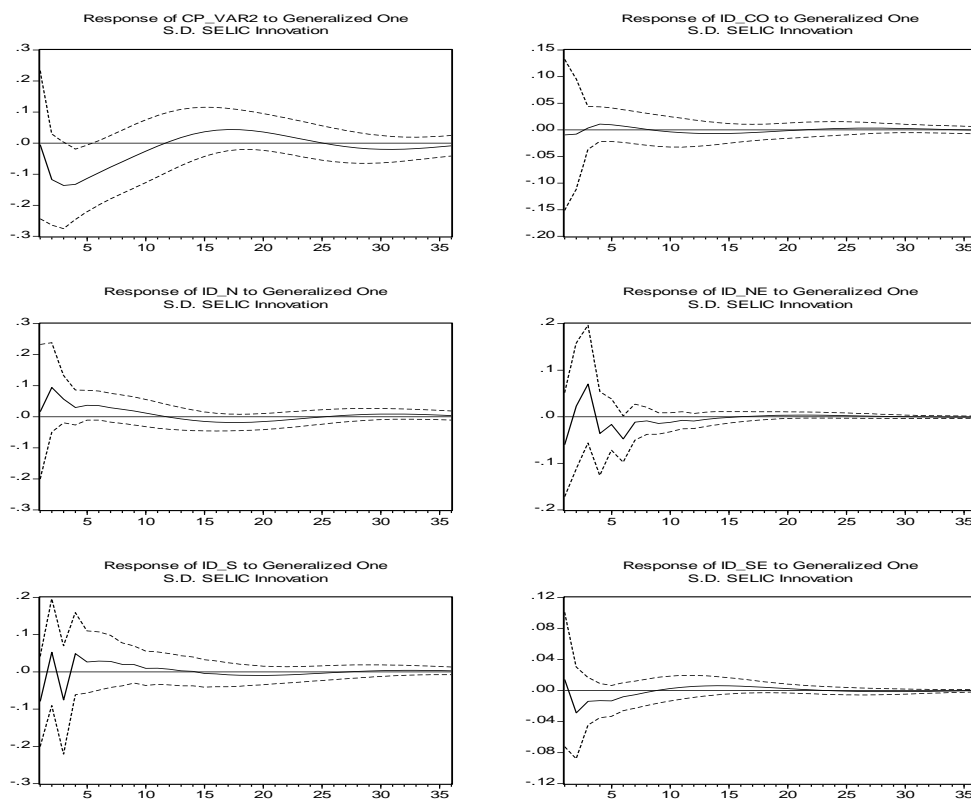 Response of CP_VAR2 to Generalized One
S.D. SELIC Innovation
.3
.2
.1
.0
-.1
-.2
-.3
5 10 15 20 25 30 35
Response of ID_CO to Generalized One
S.D. SELIC Innovation
.15
.10
.05
.00
-.05
-.10
-.15
-.20
5 10 15 20 25 30 35
Response of ID_N to Generalized One
S.D. SELIC Innovation
.3
.2
.1
.0
-.1
-.2
-.3
5 10 15 20 25 30 35
Response of ID_NE to Generalized One
S.D. SELIC Innovation
.2
.1
.0
-.1
-.2
5 10 15 20 25 30 35
Response of ID_S to Generalized One
S.D. SELIC Innovation
.2
.1
.0
-.1
-.2
-.3
5 10 15 20 25 30 35
Response of ID_SE to Generalized One
S.D. SELIC Innovation
.12
.08
.04
.00
-.04
-.08
-.12
5 10 15 20 25 30 35